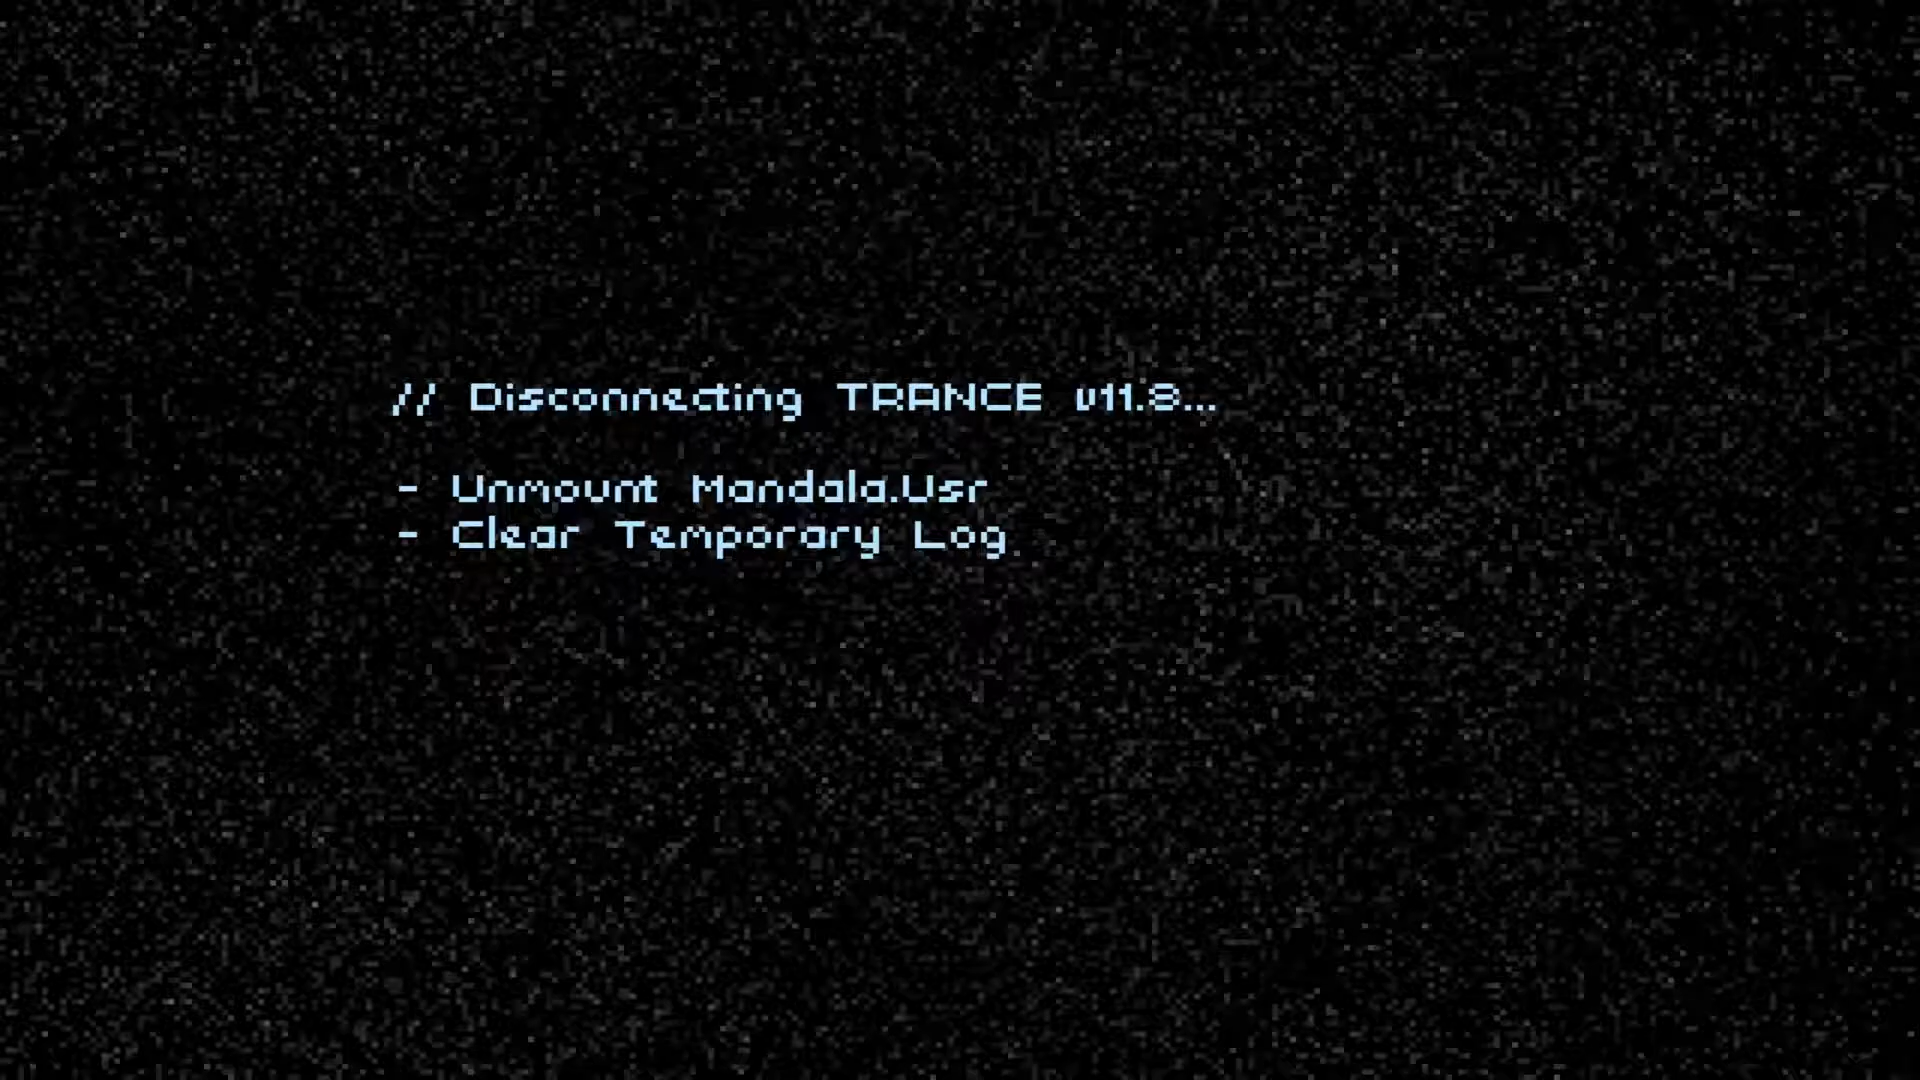 // Disconnecting TRANCE v11.8...
- Unmount Mandala.Usr
- Clear Temporary Log